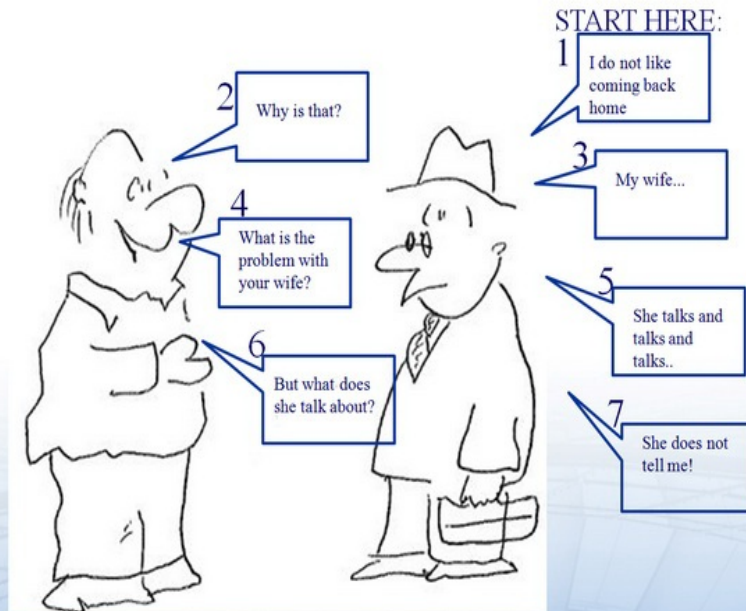 START HERE:
1
I do not like
coming back
home
2
Why is that?
3
My wife...
4
What is the
problem with
your wife?
5
She talks and
talks and
talks..
6
But what does
she talk about?
7
She does not
tell me!